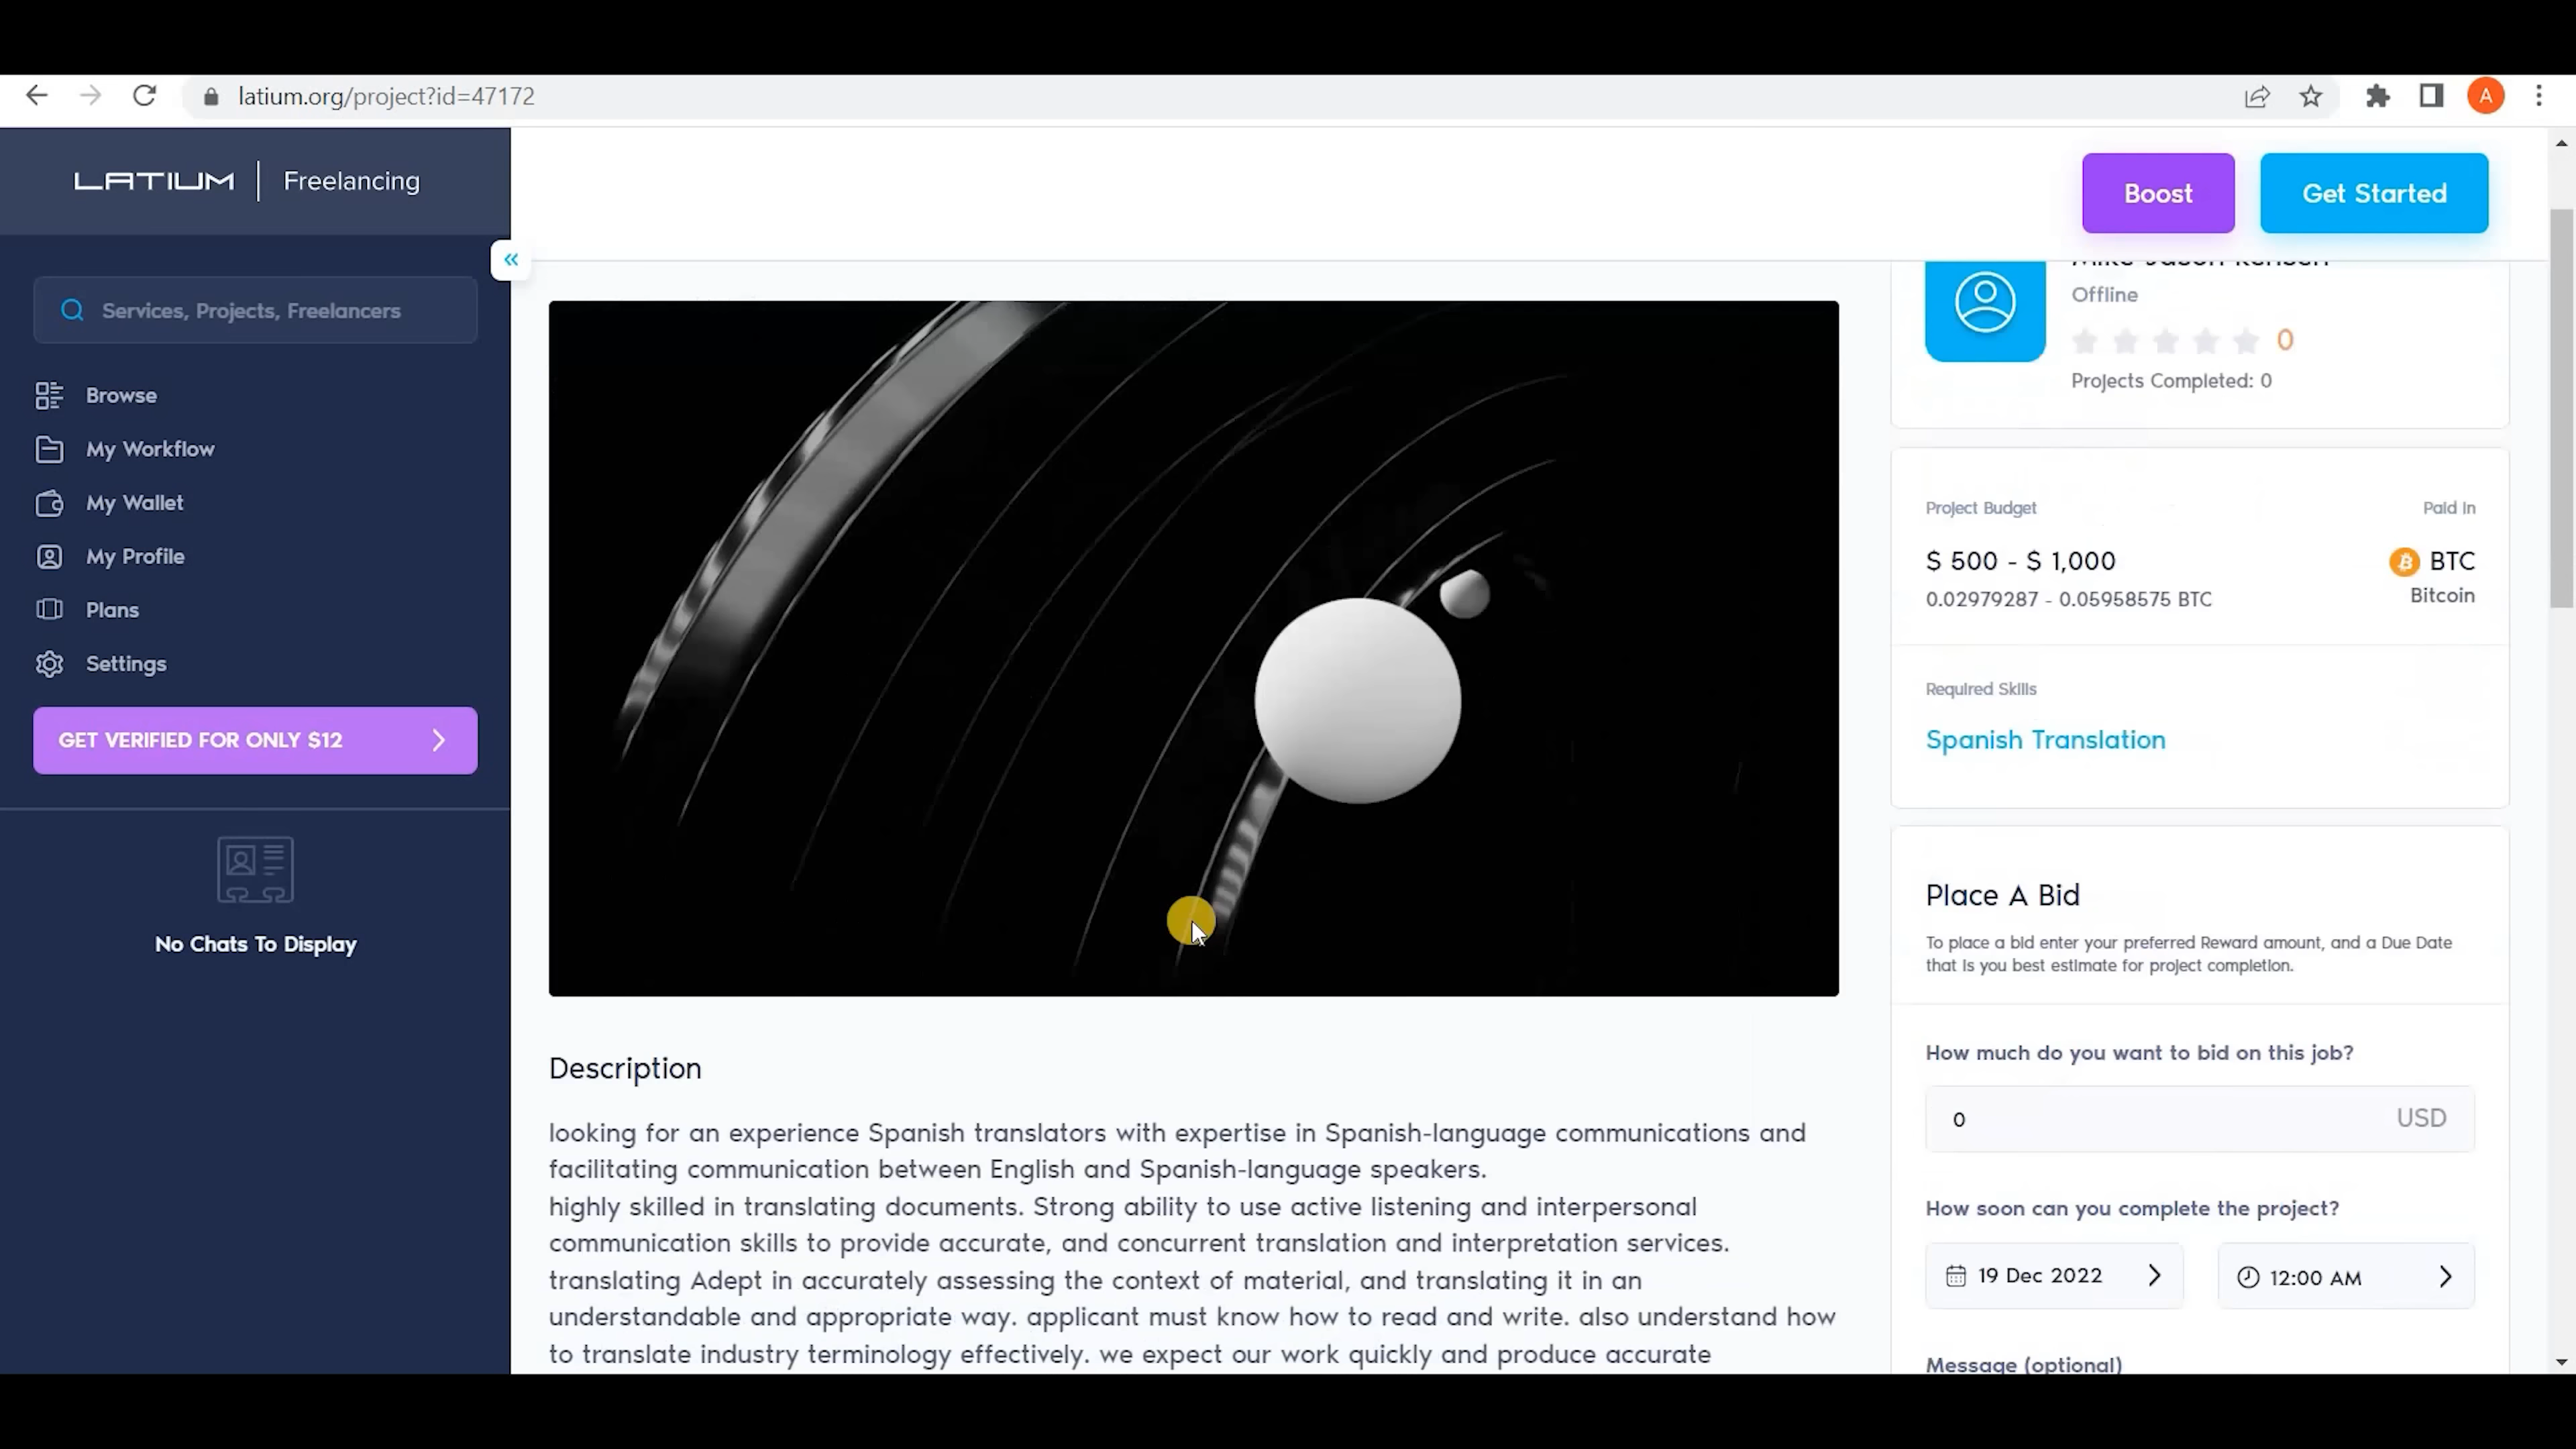 latium.org/project?id=47172
A
LATIUM | Freelancing
Services, Projects, Freelancers
Browse
My Workflow
My Wallet
My Profile
Plans
Settings
GET VERIFIED FOR ONLY $12
No Chats To Display
Boost
Get Started
Description
looking for an experience Spanish translators with expertise in Spanish-language communications and
facilitating communication between English and Spanish-language speakers.
highly skilled in translating documents. Strong ability to use active listening and interpersonal
communication skills to provide accurate, and concurrent translation and interpretation services.
translating Adept in accurately assessing the context of material, and translating it in an
understandable and appropriate way. applicant must know how to read and write. also understand how
to translate industry terminology effectively. we expect our work quickly and produce accurate
Offline
0
Projects Completed: 0
Project Budget
Paid In
$ 500 - $ 1,000
BTC
0.02979287 - 0.05958575 BTC
Bitcoin
Required Skills
Spanish Translation
Place A Bid
To place a bid enter your preferred Reward amount, and a Due Date
that is you best estimate for project completion.
How much do you want to bid on this job?
0 USD
How soon can you complete the project?
19 Dec 2022
12:00 AM
Message (optional)